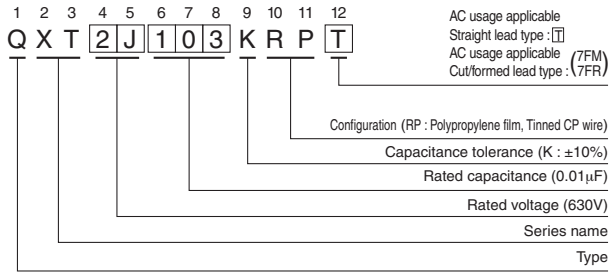 1 2 3 4 5 6 7 8 9 10 11 12
Q X T 2 J 1 0 3 K R P T
AC usage applicable
Straight lead type : T
AC usage applicable (7FM)
Cut/formed lead type : (7FR)
Configuration (RP : Polypropylene film, Tinned CP wire)
Capacitance tolerance (K : ±10%)
Rated capacitance (0.01μF)
Rated voltage (630V)
Series name
Type